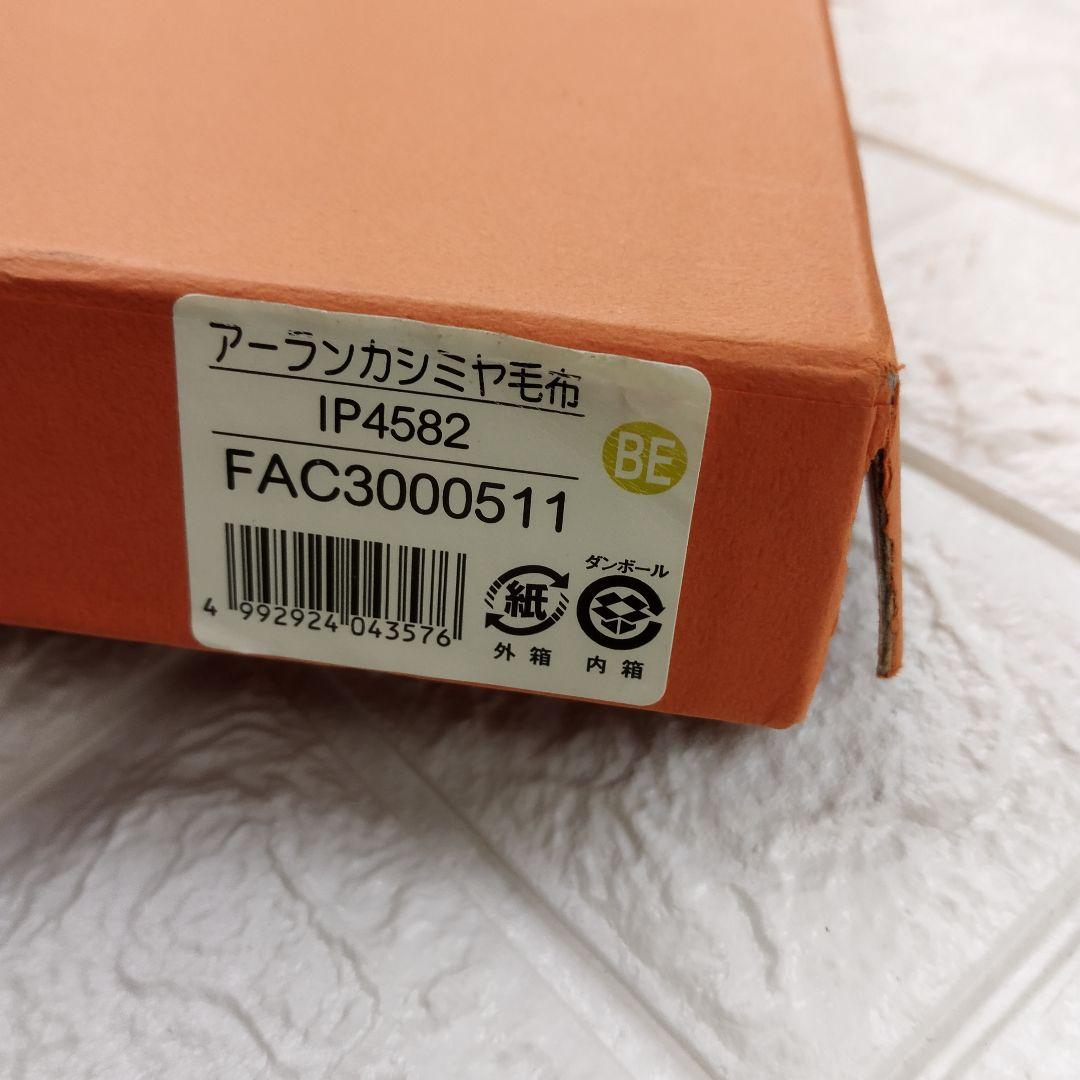 アーランカシミヤ毛布
IP4582
BE
FAC3000511
4 992924 043576
紙
外箱
ダンボール
内箱